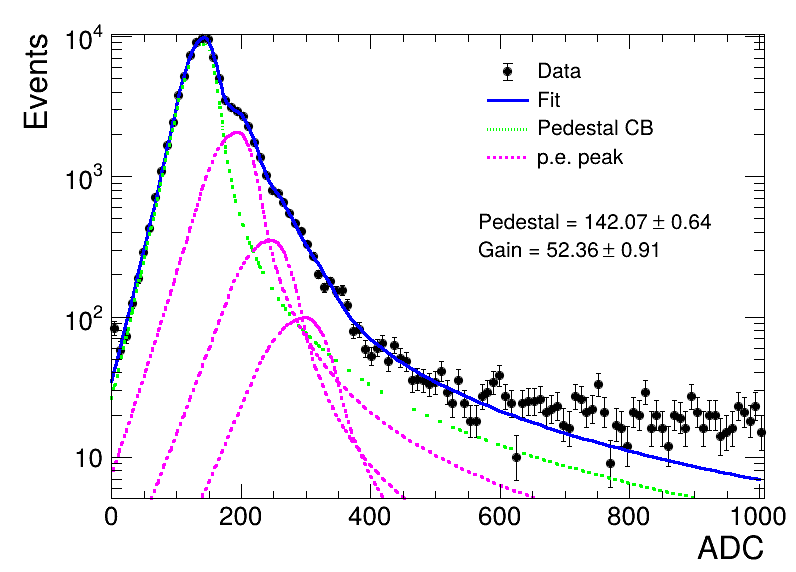 Events
10⁴
10³
10²
10
Data
Fit
Pedestal CB
p.e. peak
Pedestal = 142.07 ± 0.64
Gain = 52.36 ± 0.91
0 200 400 600 800 1000
ADC